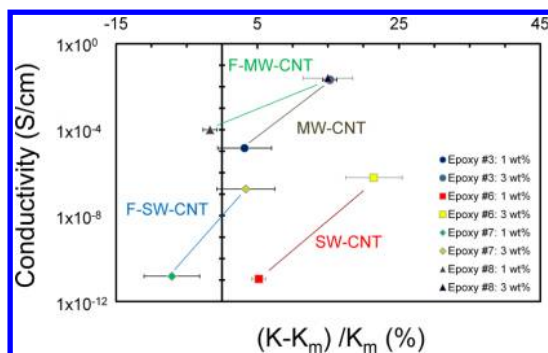 -15 5 25 45
1x10⁰
1x10⁻⁴
1x10⁻⁸
1x10⁻¹²
Conductivity (S/cm)
F-MW-CNT
MW-CNT
F-SW-CNT
SW-CNT
Epoxy #3: 1 wt%
Epoxy #3: 3 wt%
Epoxy #6: 1 wt%
Epoxy #6: 3 wt%
Epoxy #7: 1 wt%
Epoxy #7: 3 wt%
Epoxy #8: 1 wt%
Epoxy #8: 3 wt%
(K-Kₘ) /Kₘ (%)